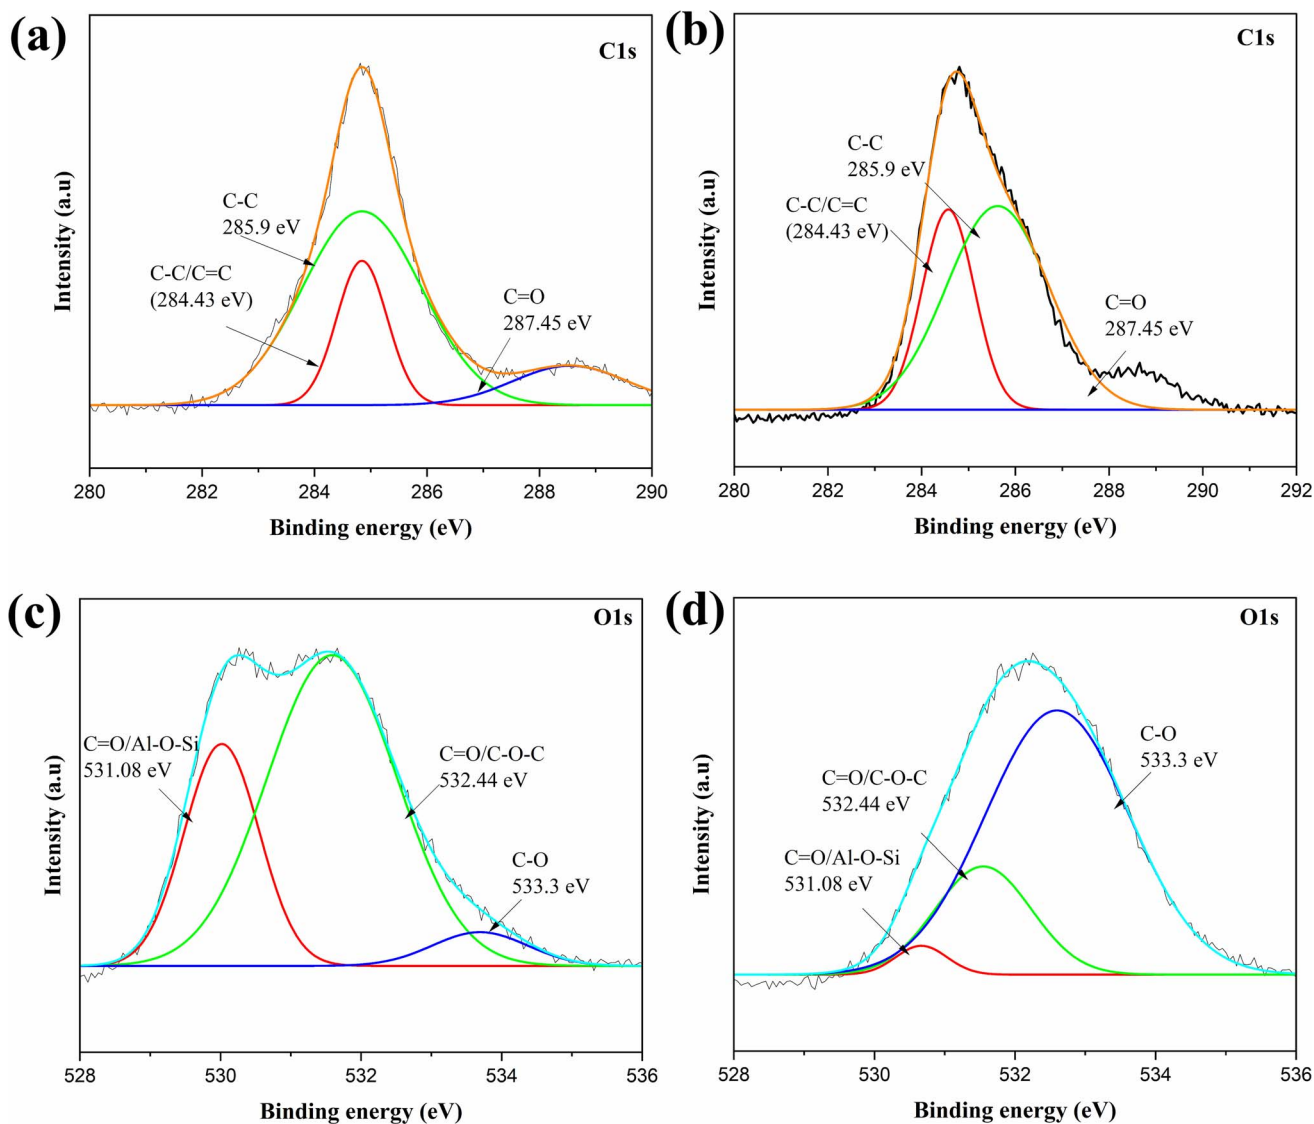 (a)
C1s
C-C
285.9 eV
C-C/C=C
(284.43 eV)
C=O
287.45 eV
Intensity (a.u)
280 282 284 286 288 290
Binding energy (eV)
(b)
C1s
C-C
285.9 eV
C-C/C=C
(284.43 eV)
C=O
287.45 eV
Intensity (a.u)
280 282 284 286 288 290 292
Binding energy (eV)
(c)
O1s
C=O/Al-O-Si
531.08 eV
C=O/C-O-C
532.44 eV
C-O
533.3 eV
Intensity (a.u)
528 530 532 534 536
Binding energy (eV)
(d)
O1s
C-O
533.3 eV
C=O/C-O-C
532.44 eV
C=O/Al-O-Si
531.08 eV
Intensity (a.u)
528 530 532 534 536
Binding energy (eV)